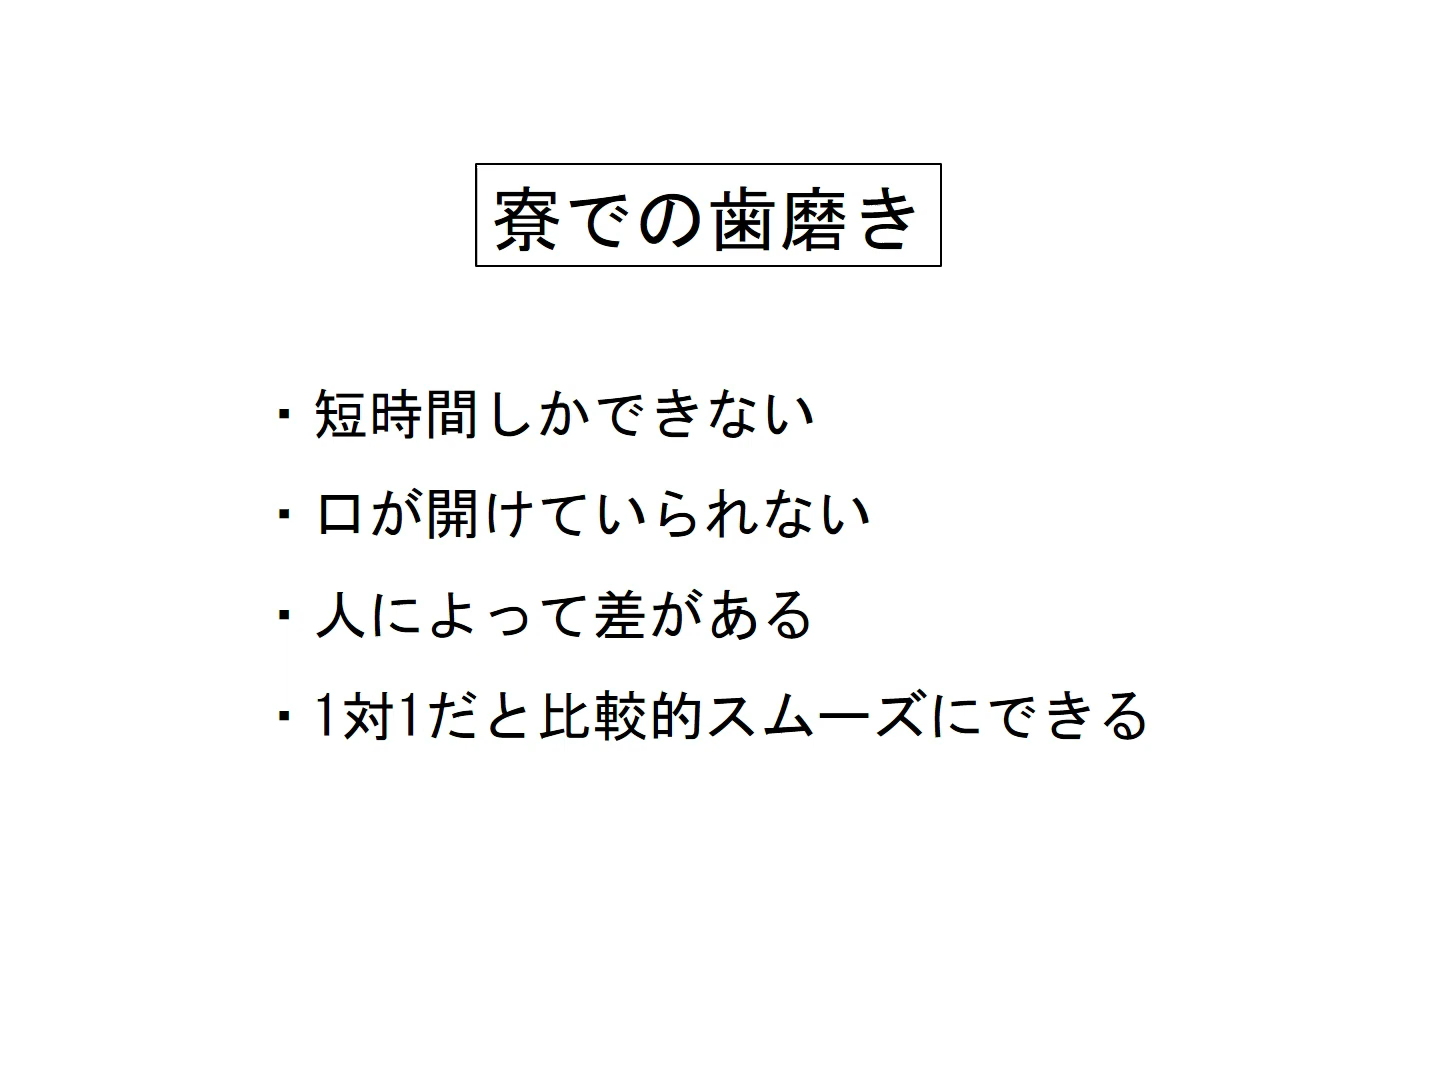 寮での歯磨き
・短時間しかできない
・口が開けていられない
・人によって差がある
・1対1だと比較的スムーズにできる